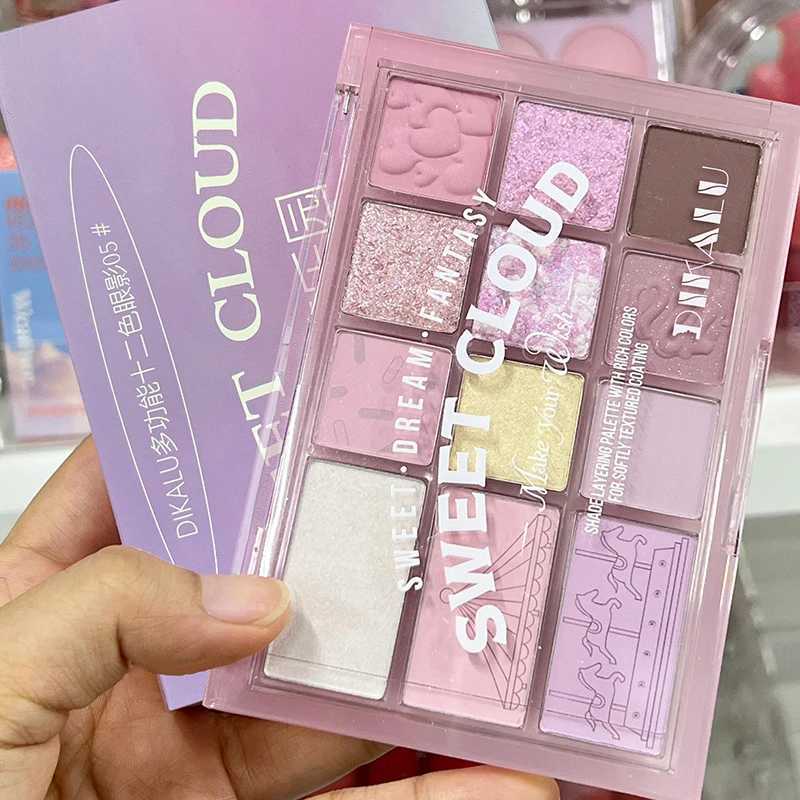 DIKALU多功能十二色眼影05#
ET CLOUD
SWEET·DREAM·FANTASY
SWEET CLOUD
Make your Wish
SHADE LAYERING PALETTE WITH RICH COLORS
FOR SOFTLY TEXTURED COATING
DIKALU